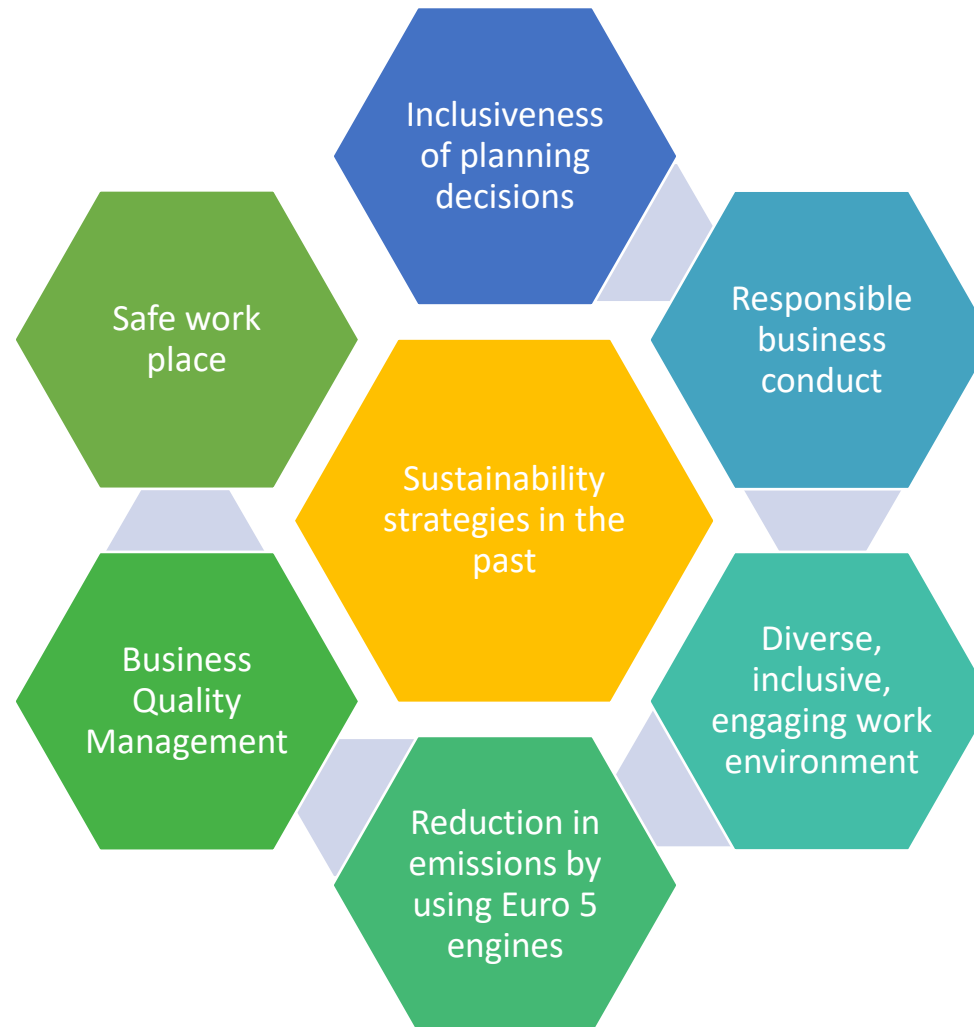 Inclusiveness
of planning
decisions
Responsible
business
conduct
Diverse,
inclusive,
engaging work
environment
Reduction in
emissions by
using Euro 5
engines
Business
Quality
Management
Safe work
place
Sustainability
strategies in the
past